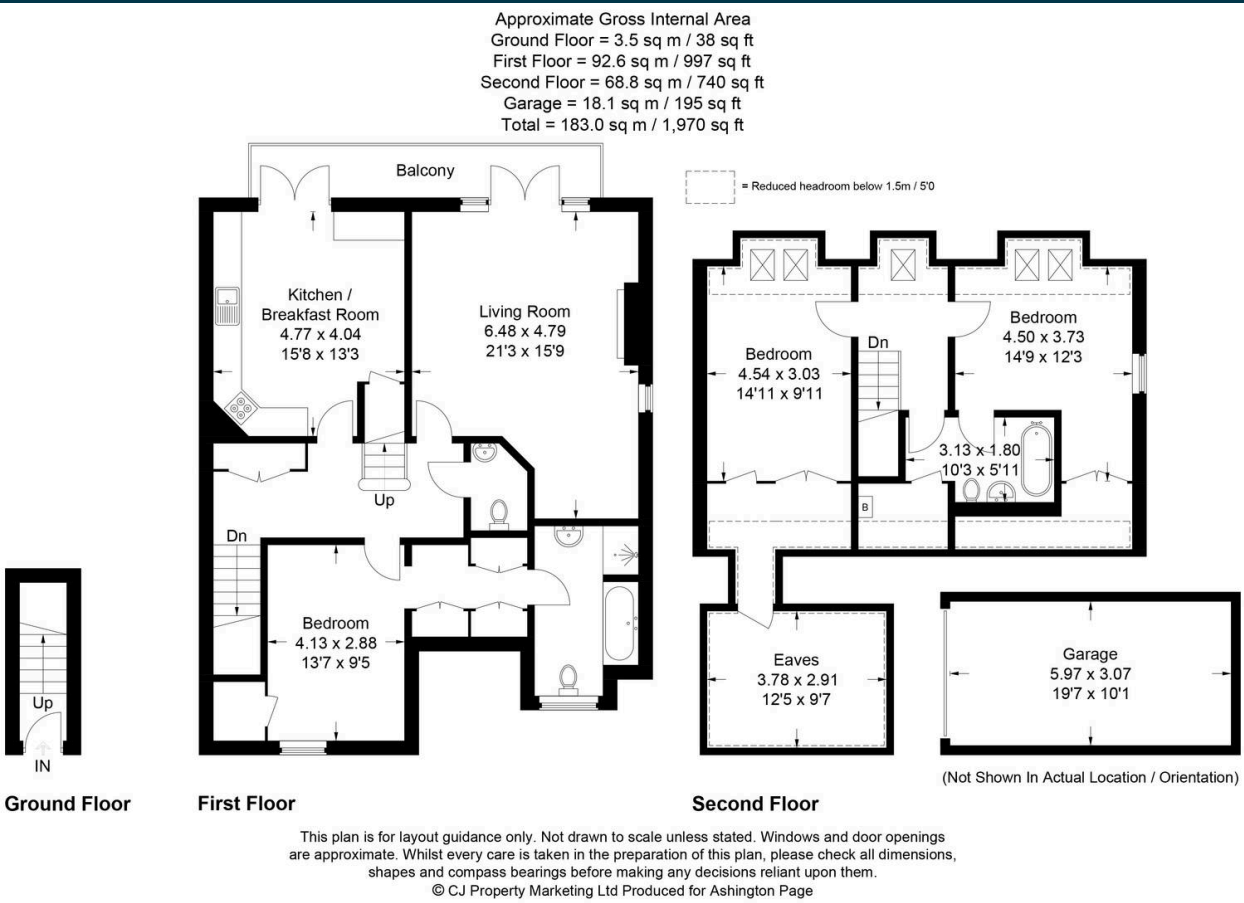 Approximate Gross Internal Area
Ground Floor = 3.5 sq m / 38 sq ft
First Floor = 92.6 sq m / 997 sq ft
Second Floor = 68.8 sq m / 740 sq ft
Garage = 18.1 sq m / 195 sq ft
Total = 183.0 sq m / 1,970 sq ft
Balcony
= Reduced headroom below 1.5m / 5'0
Kitchen /
Breakfast Room
4.77 x 4.04
15'8 x 13'3
Living Room
6.48 x 4.79
21'3 x 15'9
Up
Dn
Bedroom
4.13 x 2.88
13'7 x 9'5
Up
IN
Ground Floor
First Floor
Bedroom
4.54 x 3.03
14'11 x 9'11
Dn
Bedroom
4.50 x 3.73
14'9 x 12'3
3.13 x 1.80
10'3 x 5'11
B
Eaves
3.78 x 2.91
12'5 x 9'7
Garage
5.97 x 3.07
19'7 x 10'1
(Not Shown In Actual Location / Orientation)
Second Floor
This plan is for layout guidance only. Not drawn to scale unless stated. Windows and door openings
are approximate. Whilst every care is taken in the preparation of this plan, please check all dimensions,
shapes and compass bearings before making any decisions reliant upon them.
© CJ Property Marketing Ltd Produced for Ashington Page